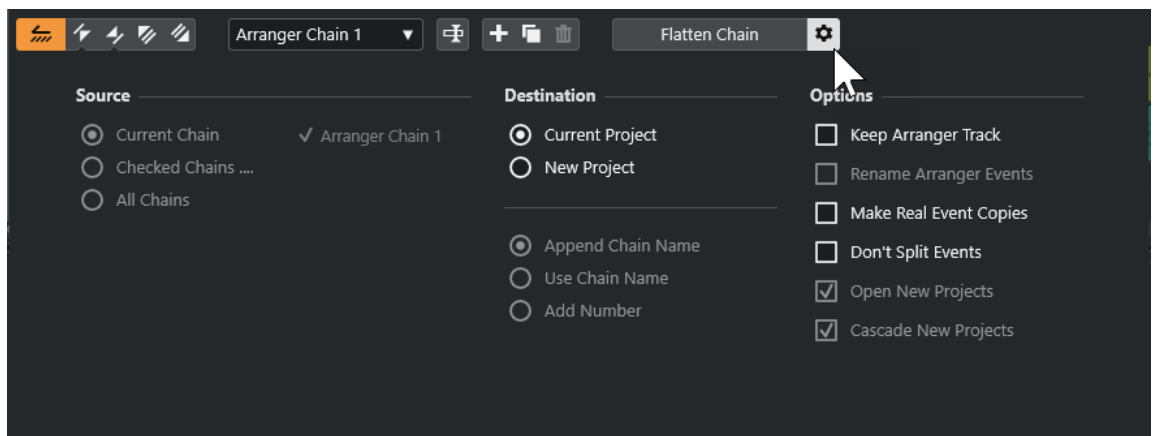 Arranger Chain 1 Flatten Chain
Source
Current Chain Arranger Chain 1
Checked Chains ....
All Chains
Destination
Current Project
New Project
Append Chain Name
Use Chain Name
Add Number
Options
Keep Arranger Track
Rename Arranger Events
Make Real Event Copies
Don't Split Events
Open New Projects
Cascade New Projects